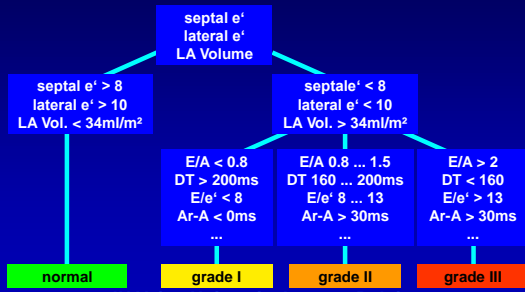 septal e‘
lateral e‘
LA Volume
septal e‘ > 8
lateral e‘ > 10
LA Vol. < 34ml/m²
septale‘ < 8
lateral e‘ < 10
LA Vol. > 34ml/m²
E/A < 0.8
DT > 200ms
E/e‘ < 8
Ar-A < 0ms
...
E/A 0.8 ... 1.5
DT 160 ... 200ms
E/e‘ 8 ... 13
Ar-A > 30ms
...
E/A > 2
DT < 160
E/e‘ > 13
Ar-A > 30ms
...
normal
grade I
grade II
grade III